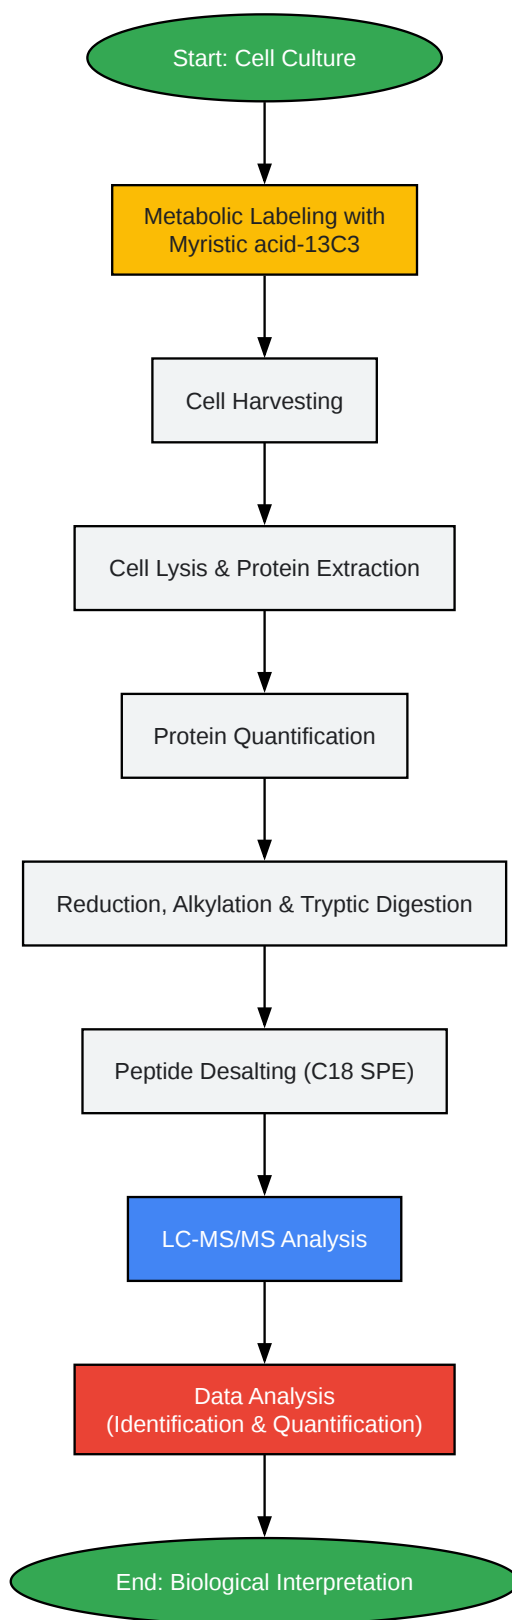 Start: Cell Culture
Metabolic Labeling with
Myristic acid-13C3
Cell Harvesting
Cell Lysis & Protein Extraction
Protein Quantification
Reduction, Alkylation & Tryptic Digestion
Peptide Desalting (C18 SPE)
LC-MS/MS Analysis
Data Analysis
(Identification & Quantification)
End: Biological Interpretation